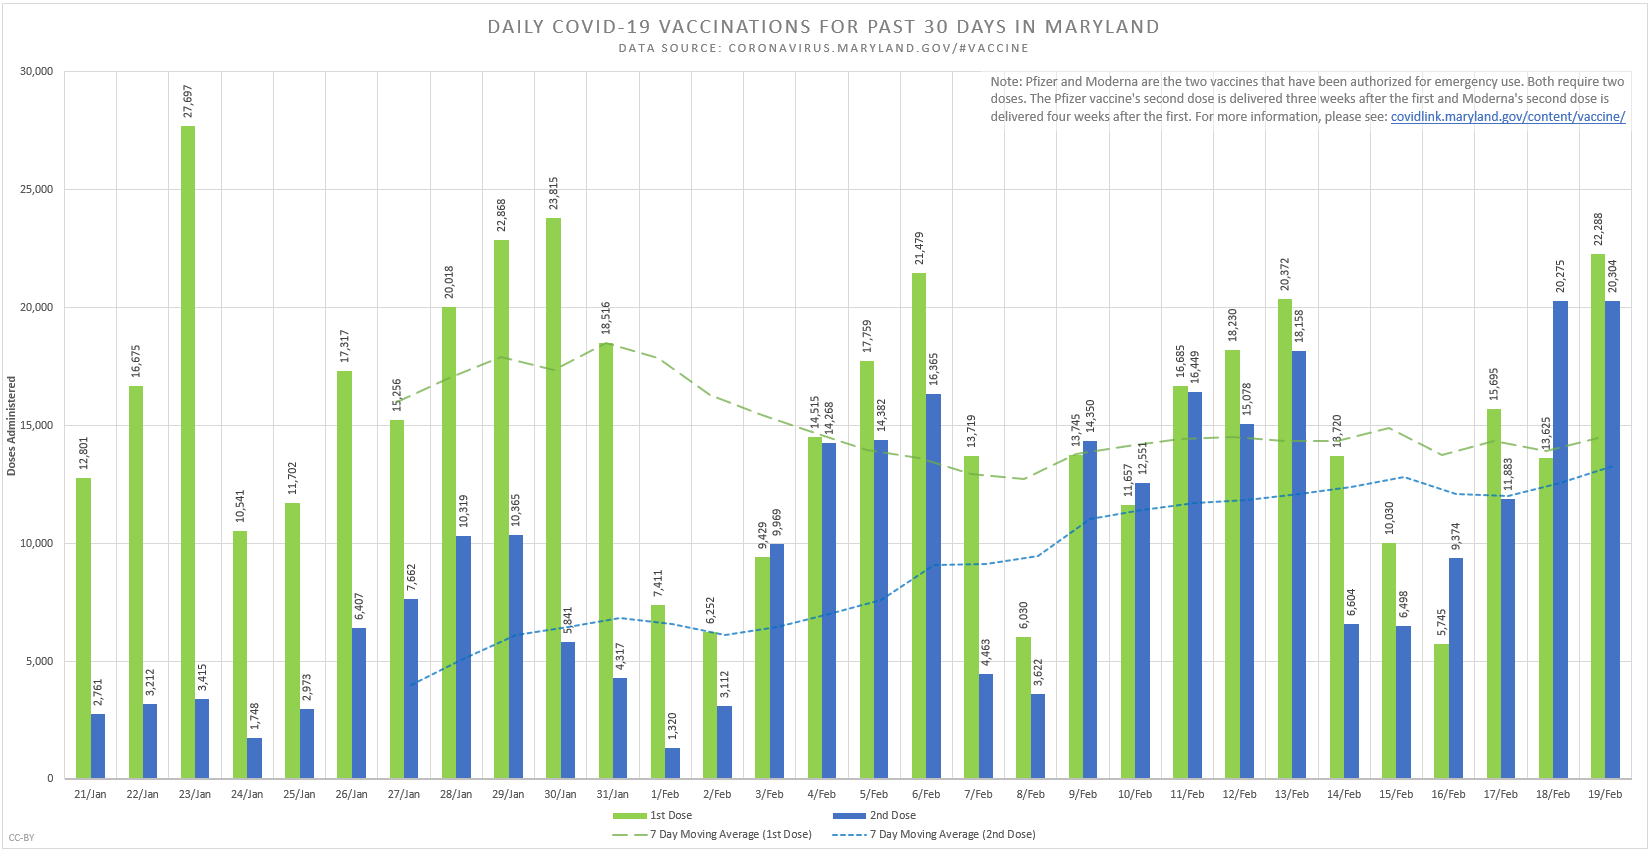 DAILY COVID-19 VACCINATIONS FOR PAST 30 DAYS IN MARYLAND
DATA SOURCE: CORONAVIRUS.MARYLAND.GOV/#VACCINE
Note: Pfizer and Moderna are the two vaccines that have been authorized for emergency use. Both require two
doses. The Pfizer vaccine's second dose is delivered three weeks after the first and Moderna's second dose is
delivered four weeks after the first. For more information, please see: covidlink.maryland.gov/content/vaccine/
Doses Administered
30,000
25,000
20,000
15,000
10,000
5,000
0
12,801
2,761
16,675
3,212
27,697
3,415
10,541
1,748
11,702
2,973
17,317
6,407
15,256
7,662
20,018
10,319
22,868
10,365
23,815
5,841
18,516
4,317
7,411
1,320
6,252
3,112
9,429
9,969
14,515
14,268
17,759
14,382
21,479
16,365
13,719
4,463
6,030
3,622
13,745
14,350
11,657
12,551
16,685
16,449
18,230
15,078
20,372
18,158
13,720
6,604
10,030
6,498
5,745
9,374
15,695
11,883
13,625
20,275
22,288
20,304
21/Jan
22/Jan
23/Jan
24/Jan
25/Jan
26/Jan
27/Jan
28/Jan
29/Jan
30/Jan
31/Jan
1/Feb
2/Feb
3/Feb
4/Feb
5/Feb
6/Feb
7/Feb
8/Feb
9/Feb
10/Feb
11/Feb
12/Feb
13/Feb
14/Feb
15/Feb
16/Feb
17/Feb
18/Feb
19/Feb
1st Dose
2nd Dose
7 Day Moving Average (1st Dose)
7 Day Moving Average (2nd Dose)
CC-BY